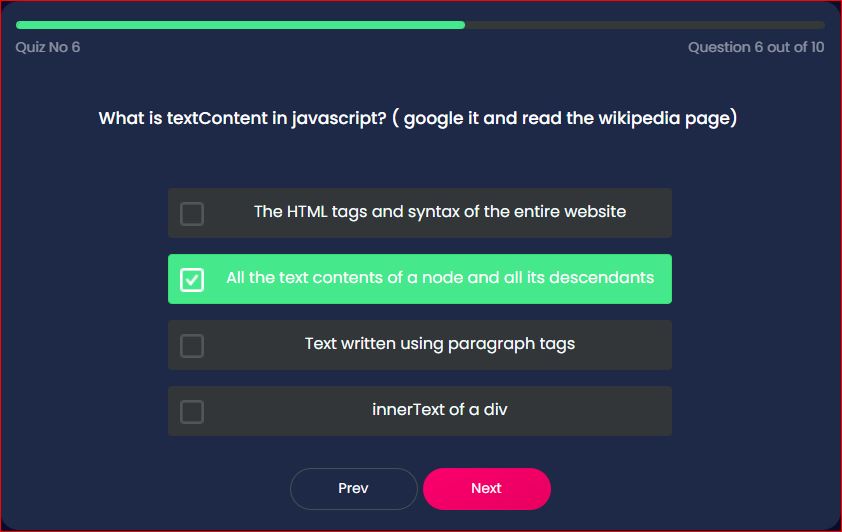 Quiz No 6
Question 6 out of 10
What is textContent in javascript? ( google it and read the wikipedia page)
The HTML tags and syntax of the entire website
All the text contents of a node and all its descendants
Text written using paragraph tags
innerText of a div
Prev
Next